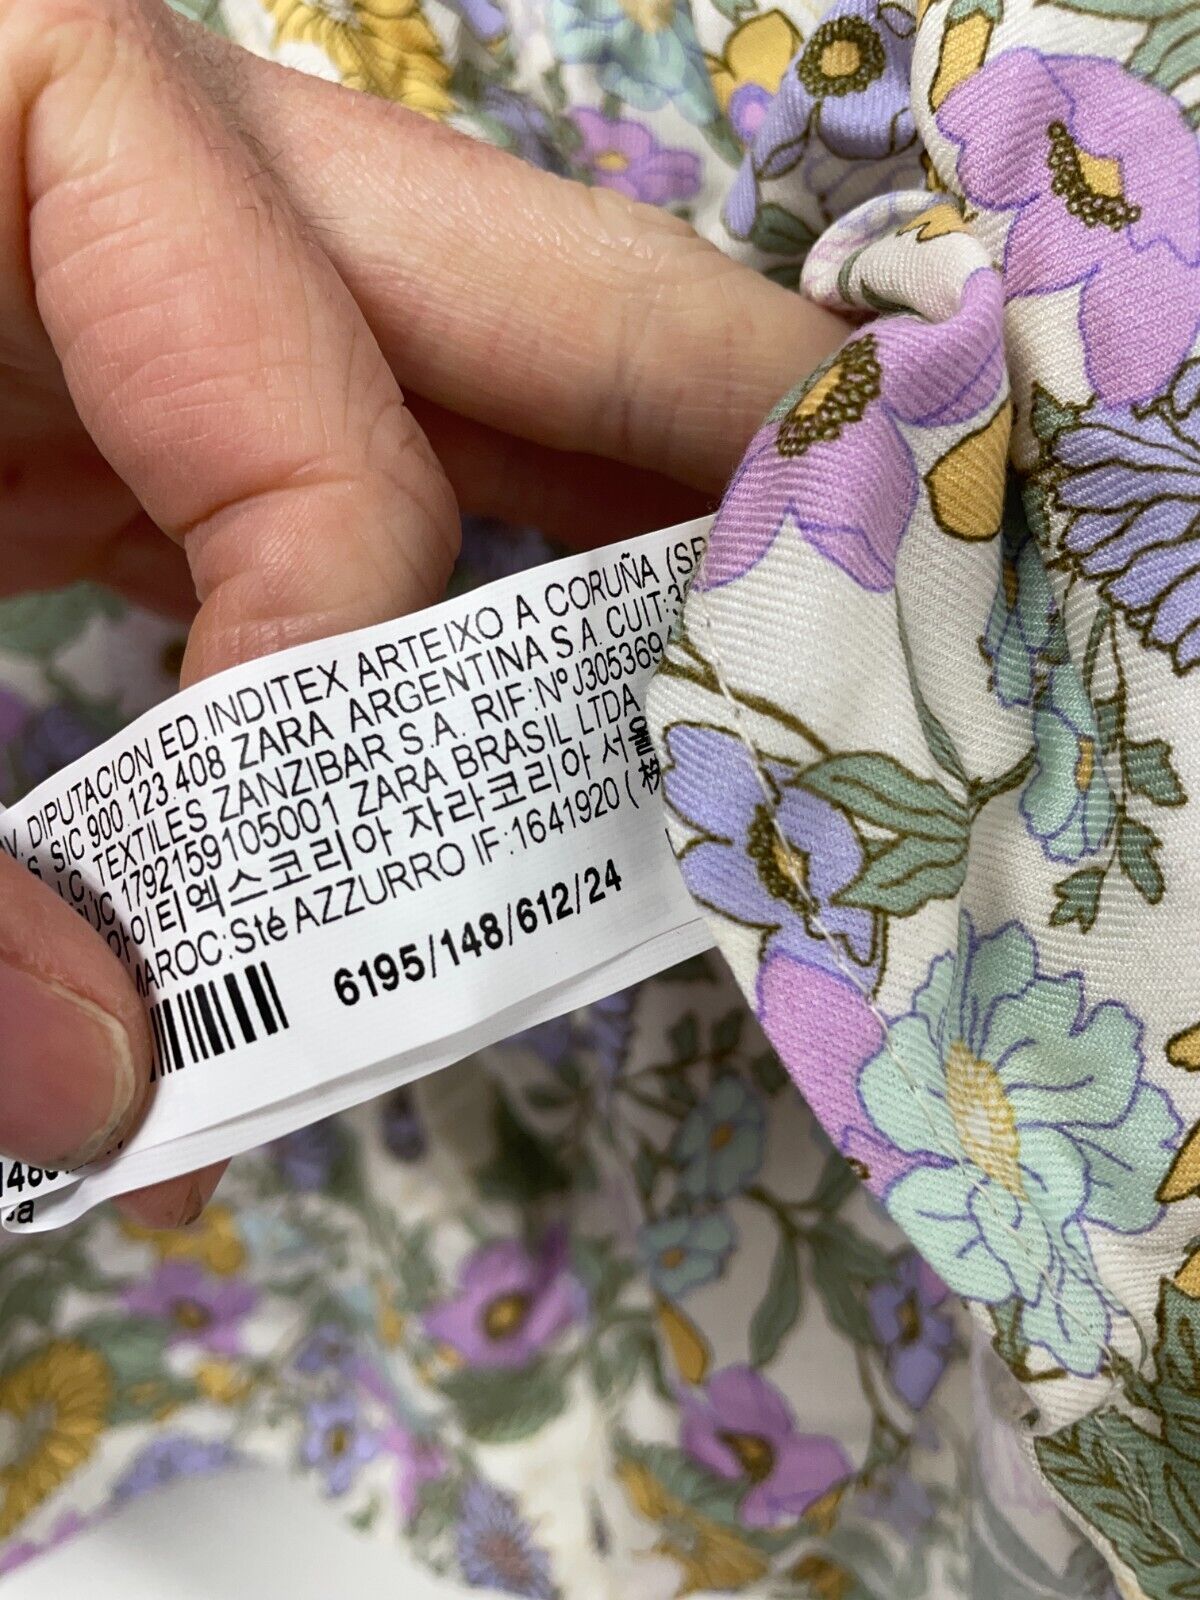 AV. DIPUTACION ED.INDITEX ARTEIXO A CORUÑA
SIC 900 123 408 ZARA ARGENTINA S.A. CUIT:
TEXTILES ZANZIBAR S.A. RIF:Nº J305369
1792159105001 ZARA BRASIL LTDA
아이티엑스코리아 자라코리아 서울
MAROC:Sté AZZURRO IF:1641920 (
6195/148/612/24